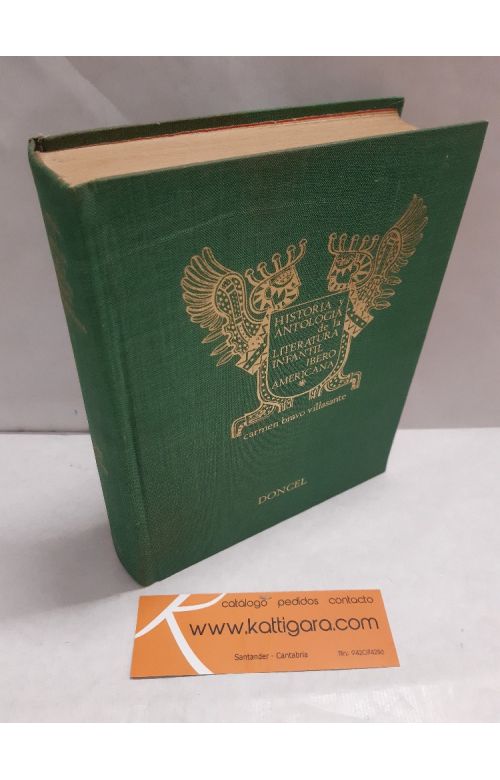 HISTORIA y
ANTOLOGIA
de la
LITERATURA
INFANTIL
IBERO
AMERICANA
carmen bravo villasante
DONCEL
catálogo pedidos contacto
www.kattigara.com
Santander - Cantabria